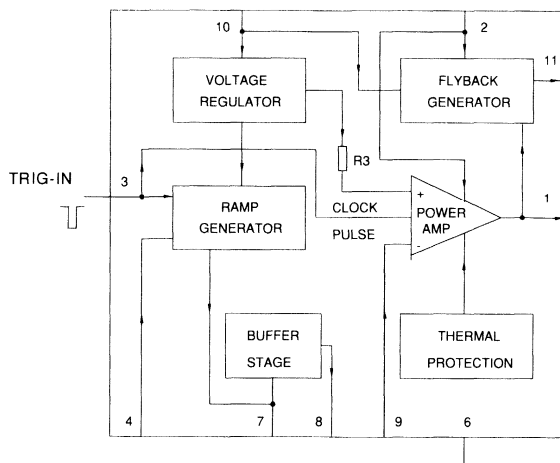 10
2
11
VOLTAGE
REGULATOR
FLYBACK
GENERATOR
R3
TRIG-IN
3
1
RAMP
GENERATOR
CLOCK
PULSE
+
POWER
AMP
-
BUFFER
STAGE
THERMAL
PROTECTION
4
7
8
9
6